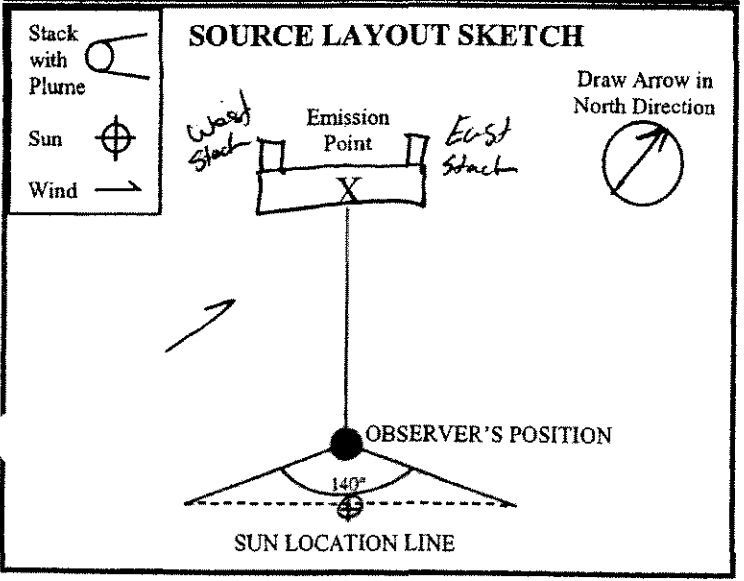 SOURCE LAYOUT SKETCH
Stack
with
Plume
Sun
Wind
West
Stack
Emission
Point
X
East
Stack
Draw Arrow in
North Direction
OBSERVER'S POSITION
140°
SUN LOCATION LINE